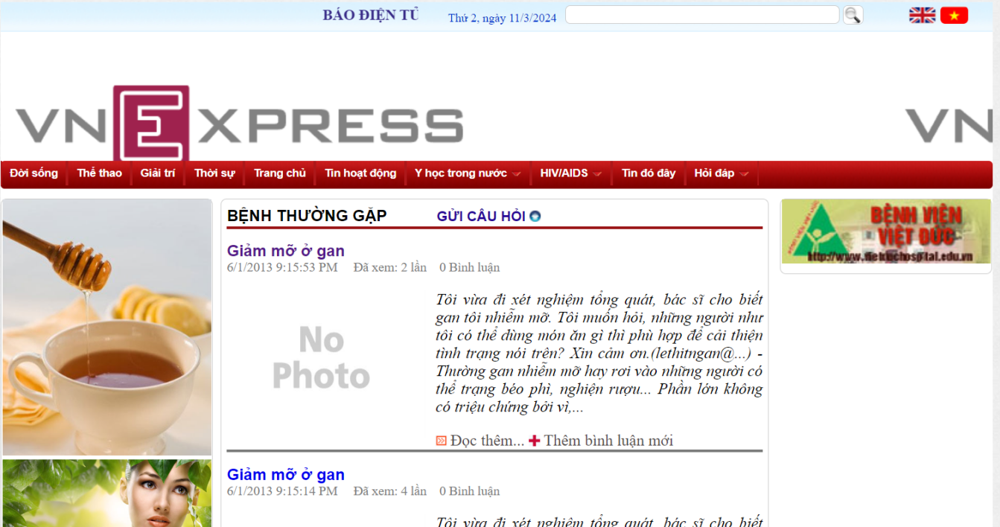 BÁO ĐIỆN TỬ
Thứ 2, ngày 11/3/2024
VNEXPRESS
VN
Đời sống
Thể thao
Giải trí
Thời sự
Trang chủ
Tin hoạt động
Y học trong nước
HIV/AIDS
Tin đó đây
Hỏi đáp
BỆNH THƯỜNG GẶP
GỬI CÂU HỎI
Giảm mỡ ở gan
6/1/2013 9:15:53 PM Đã xem: 2 lần 0 Bình luận
No
Photo
Tôi vừa đi xét nghiệm tổng quát, bác sĩ cho biết
gan tôi nhiễm mỡ. Tôi muốn hỏi, những người như
tôi có thể dùng món ăn gì thì phù hợp để cải thiện
tình trạng nói trên? Xin cảm ơn.(lethitngan@...) -
Thường gan nhiễm mỡ hay rơi vào những người có
thể trạng béo phì, nghiện rượu... Phần lớn không
có triệu chứng bởi vì,...
Đọc thêm... Thêm bình luận mới
Giảm mỡ ở gan
6/1/2013 9:15:14 PM Đã xem: 4 lần 0 Bình luận
Tôi vừa đi xét nghiệm tổng quát, bác sĩ cho biết
BỆNH VIỆN
VIỆT ĐỨC